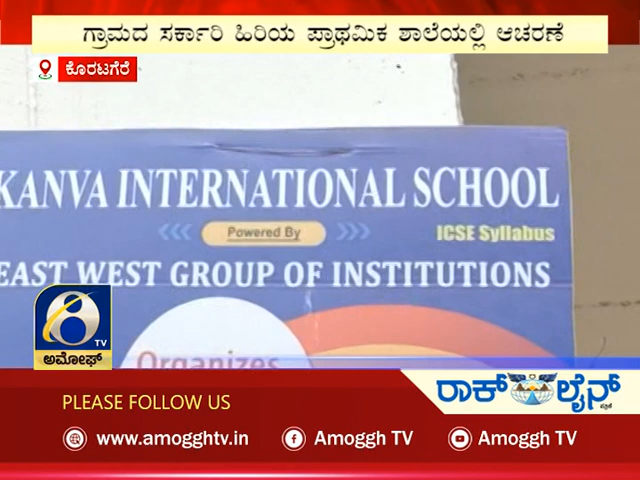 ಗ್ರಾಮದ ಸರ್ಕಾರಿ ಹಿರಿಯ ಪ್ರಾಥಮಿಕ ಶಾಲೆಯಲ್ಲಿ ಆಚರಣೆ
ಕೊರಟಗೆರೆ
KANVA INTERNATIONAL SCHOOL
Powered By
ICSE Syllabus
EAST WEST GROUP OF INSTITUTIONS
Organizes
TV
ಅಮೋಘ್
ರಾಕ್ ಲೈನ್
PLEASE FOLLOW US
www.amogghtv.in
Amoggh TV
Amoggh TV